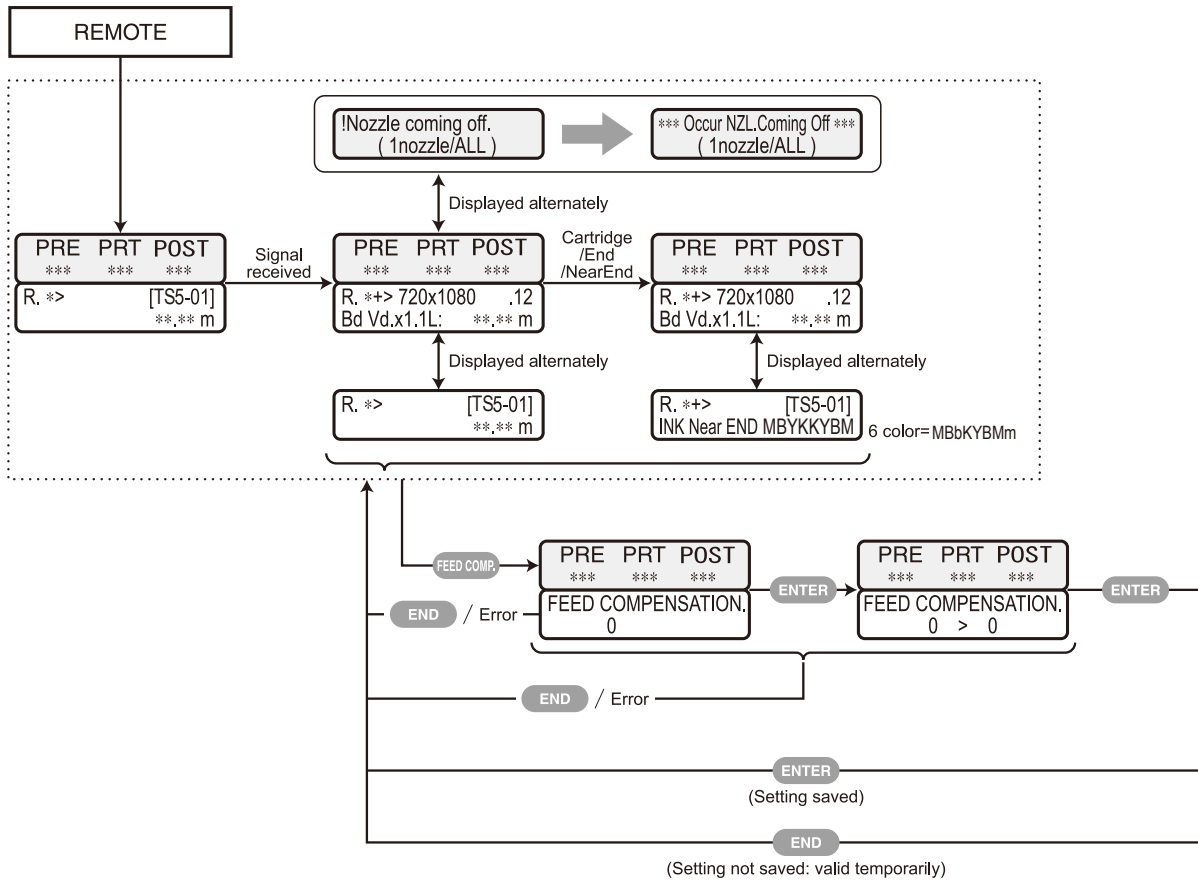 REMOTE
!Nozzle coming off.
( 1nozzle/ALL )
*** Occur NZL.Coming Off ***
( 1nozzle/ALL )
Displayed alternately
PRE PRT POST
*** *** ***
R. *> [TS5-01]
**.** m
Signal
received
PRE PRT POST
*** *** ***
R. *+> 720x1080 .12
Bd Vd.x1.1L: **.** m
Cartridge
/End
/NearEnd
PRE PRT POST
*** *** ***
R. *+> 720x1080 .12
Bd Vd.x1.1L: **.** m
Displayed alternately
Displayed alternately
R. *> [TS5-01]
**.** m
R. *+> [TS5-01]
INK Near END MBYKKYBM
6 color=MBbKYBMm
FEED COMP.
PRE PRT POST
*** *** ***
FEED COMPENSATION.
0
ENTER
PRE PRT POST
*** *** ***
FEED COMPENSATION.
0 > 0
ENTER
END / Error
END / Error
ENTER
(Setting saved)
END
(Setting not saved: valid temporarily)